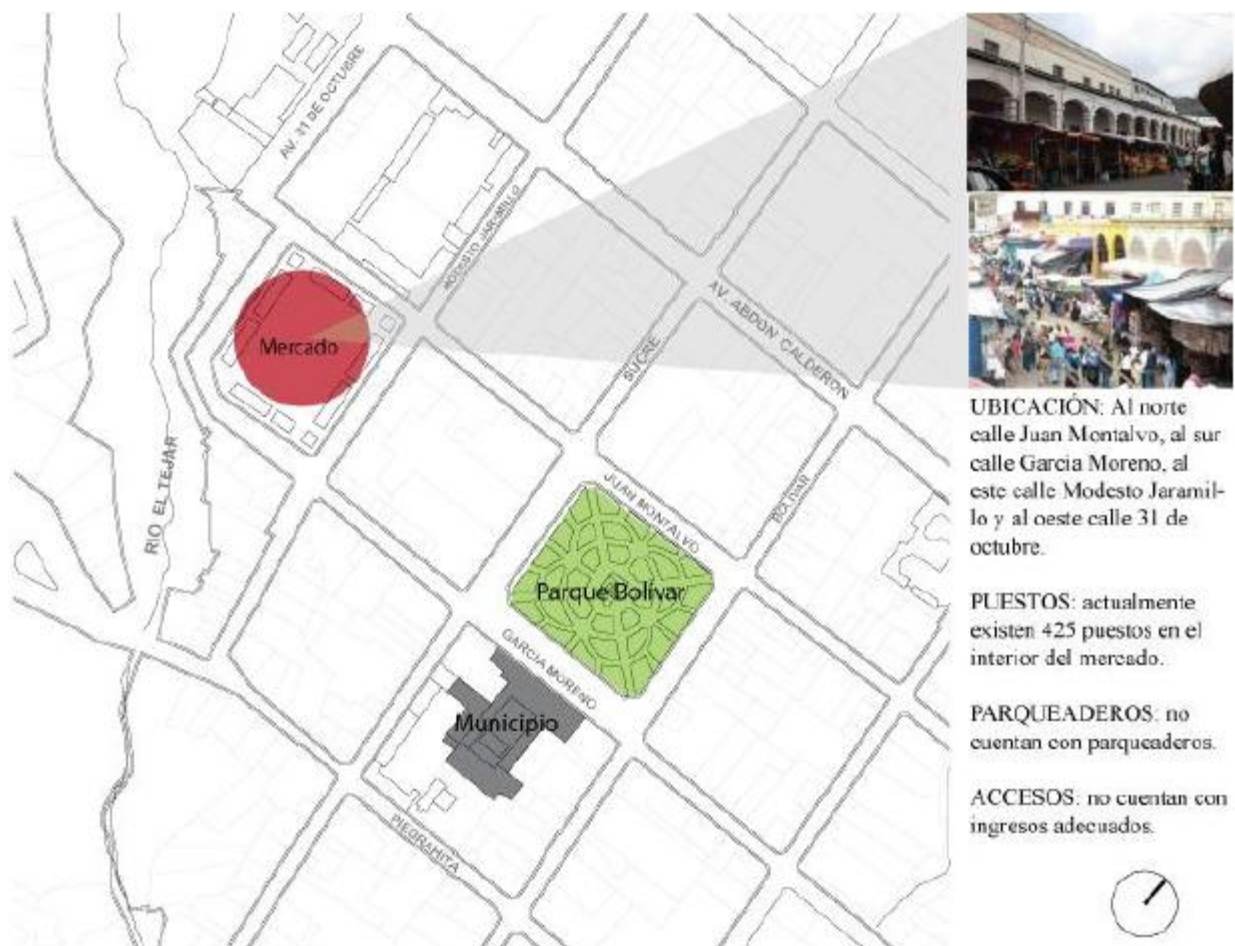 AV. 31 DE OCTUBRE
MODESTO JARAMILLO
Mercado
AV. ABDON CALDERON
SUCRE
RIO EL TEJAR
JUAN MONTALVO
BOLIVAR
Parque Bolívar
GARCIA MORENO
Municipio
PIEDRAHITA
UBICACIÓN: Al norte
calle Juan Montalvo, al sur
calle Garcia Moreno, al
este calle Modesto Jaramil-
lo y al oeste calle 31 de
octubre.
PUESTOS: actualmente
existen 425 puestos en el
interior del mercado.
PARQUEADEROS: no
cuentan con parqueaderos.
ACCESOS: no cuentan con
ingresos adecuados.